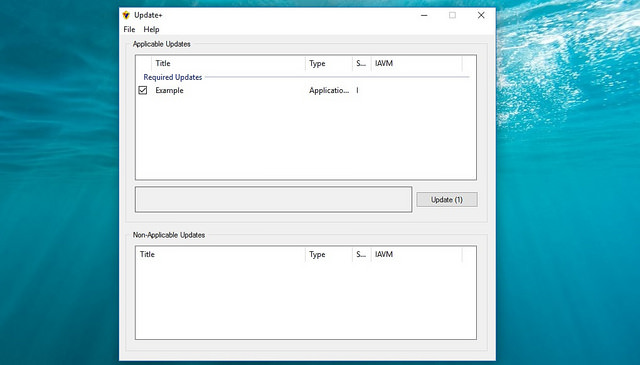 Update+
File Help
Applicable Updates
Title Type S... IAVM
Required Updates
Example Applicatio... I
Update (1)
Non-Applicable Updates
Title Type S... IAVM